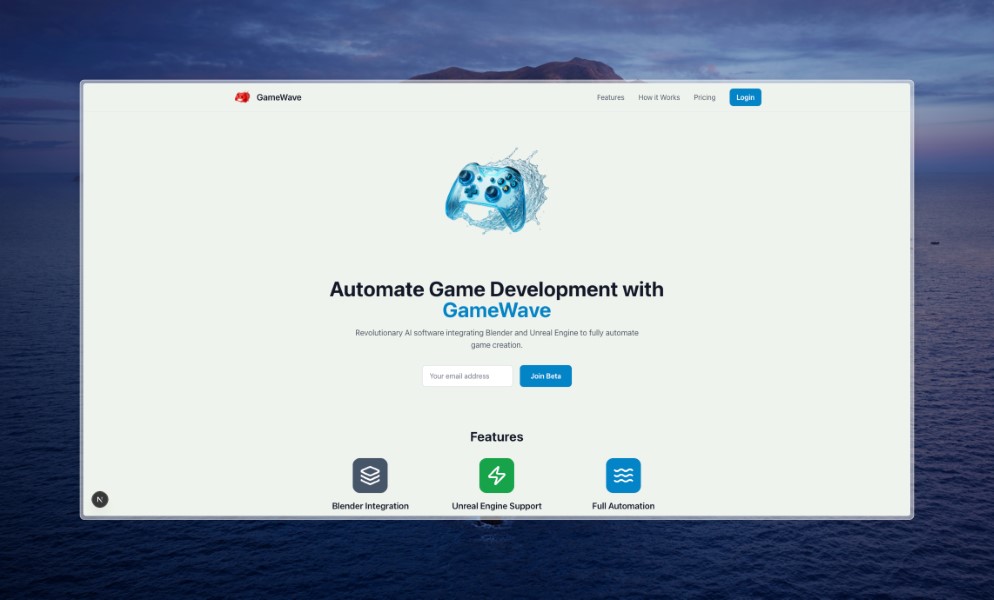 GameWave
Features
How it Works
Pricing
Login
Automate Game Development with
GameWave
Revolutionary AI software integrating Blender and Unreal Engine to fully automate
game creation.
Your email address
Join Beta
Features
Blender Integration
Unreal Engine Support
Full Automation
N